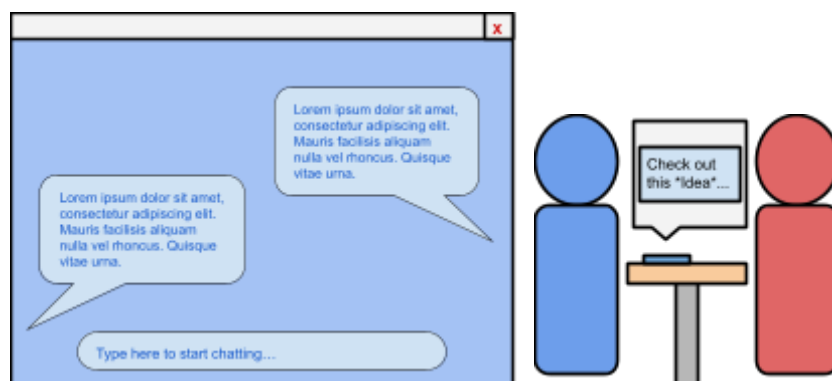 x
Lorem ipsum dolor sit amet,
consectetur adipiscing elit.
Mauris facilisis aliquam
nulla vel rhoncus. Quisque
vitae urna.
Lorem ipsum dolor sit amet,
consectetur adipiscing elit.
Mauris facilisis aliquam
nulla vel rhoncus. Quisque
vitae urna.
Type here to start chatting...
Check out
this *Idea*...